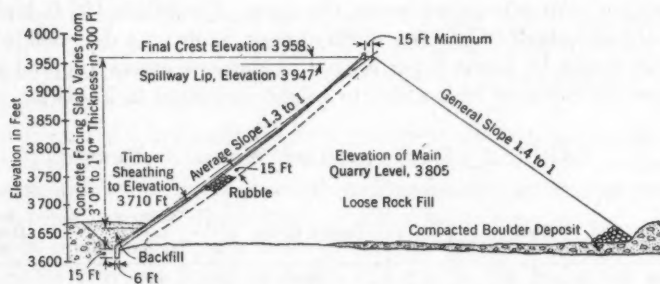 Elevation in Feet
4000
3950
3900
3850
3800
3750
3700
3650
3600
Concrete Facing Slab Varies from
3' 0" to 1' 0" Thickness in 300 Ft
Final Crest Elevation 3958
Spillway Lip, Elevation 3947
15 Ft Minimum
Average Slope 1.3 to 1
General Slope 1.4 to 1
Timber
Sheathing
to Elevation
3710 Ft
15 Ft
Rubble
Elevation of Main
Quarry Level, 3805
Loose Rock Fill
Compacted Boulder Deposit
Backfill
15 Ft
6 Ft